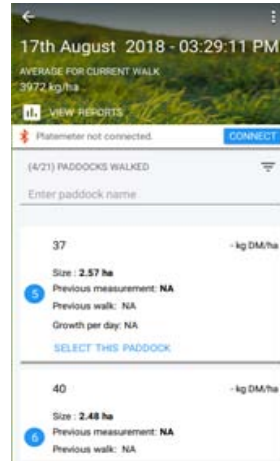 17th August 2018 - 03:29:11 PM
AVERAGE FOR CURRENT WALK
3972 kg/ha
VIEW REPORTS
Platemeter not connected.
CONNECT
(4/21) PADDOCKS WALKED
Enter paddock name
37
- kg DM/ha
Size : 2.57 ha
5
Previous measurement: NA
Previous walk: NA
Growth per day: NA
SELECT THIS PADDOCK
40
- kg DM/ha
Size : 2.48 ha
6
Previous measurement: NA
Previous walk: NA